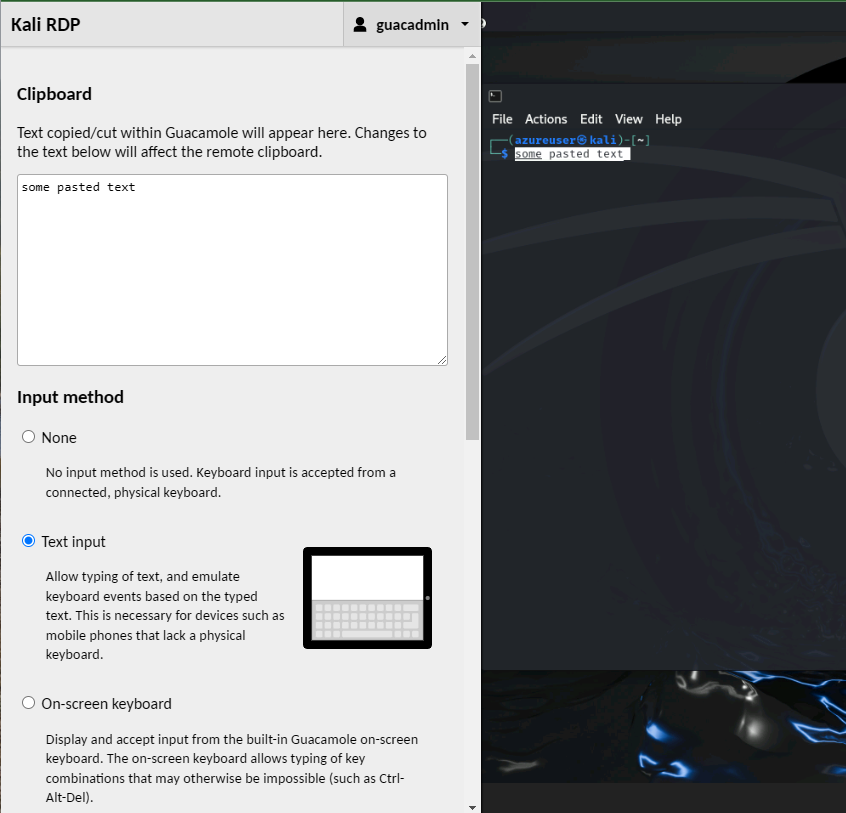 Kali RDP
guacadmin
Clipboard
Text copied/cut within Guacamole will appear here. Changes to
the text below will affect the remote clipboard.
some pasted text
Input method
None
No input method is used. Keyboard input is accepted from a
connected, physical keyboard.
Text input
Allow typing of text, and emulate
keyboard events based on the typed
text. This is necessary for devices such as
mobile phones that lack a physical
keyboard.
On-screen keyboard
Display and accept input from the built-in Guacamole on-screen
keyboard. The on-screen keyboard allows typing of key
combinations that may otherwise be impossible (such as Ctrl-
Alt-Del).
File Actions Edit View Help
┌──(azureuser㉿kali)-[~]
└─$ some pasted text